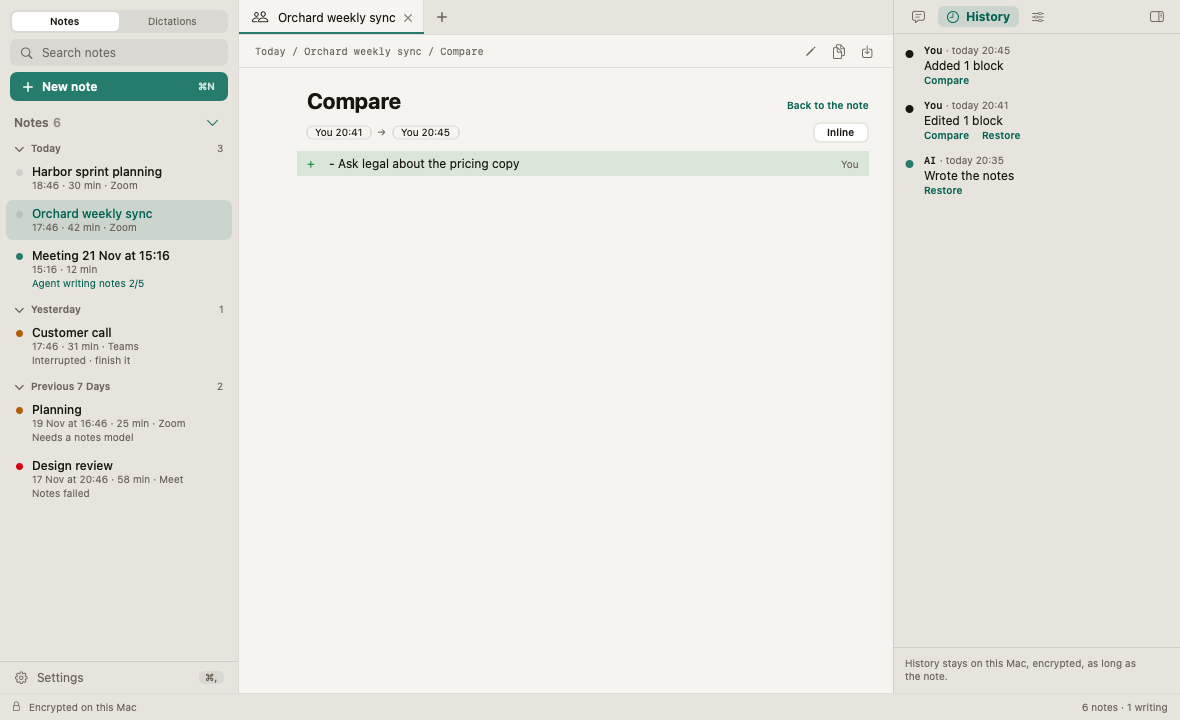 Notes
Dictations
Search notes
New note ⌘N
Notes 6
Today 3
Harbor sprint planning
18:46 · 30 min · Zoom
Orchard weekly sync
17:46 · 42 min · Zoom
Meeting 21 Nov at 15:16
15:16 · 12 min
Agent writing notes 2/5
Yesterday 1
Customer call
17:46 · 31 min · Teams
Interrupted · finish it
Previous 7 Days 2
Planning
19 Nov at 16:46 · 25 min · Zoom
Needs a notes model
Design review
17 Nov at 20:46 · 58 min · Meet
Notes failed
Settings ⌘,
Encrypted on this Mac
Orchard weekly sync
Today / Orchard weekly sync / Compare
Compare
Back to the note
You 20:41 → You 20:45
Inline
+ - Ask legal about the pricing copy You
History
You · today 20:45
Added 1 block
Compare
You · today 20:41
Edited 1 block
Compare Restore
AI · today 20:35
Wrote the notes
Restore
History stays on this Mac, encrypted, as long as
the note.
6 notes · 1 writing